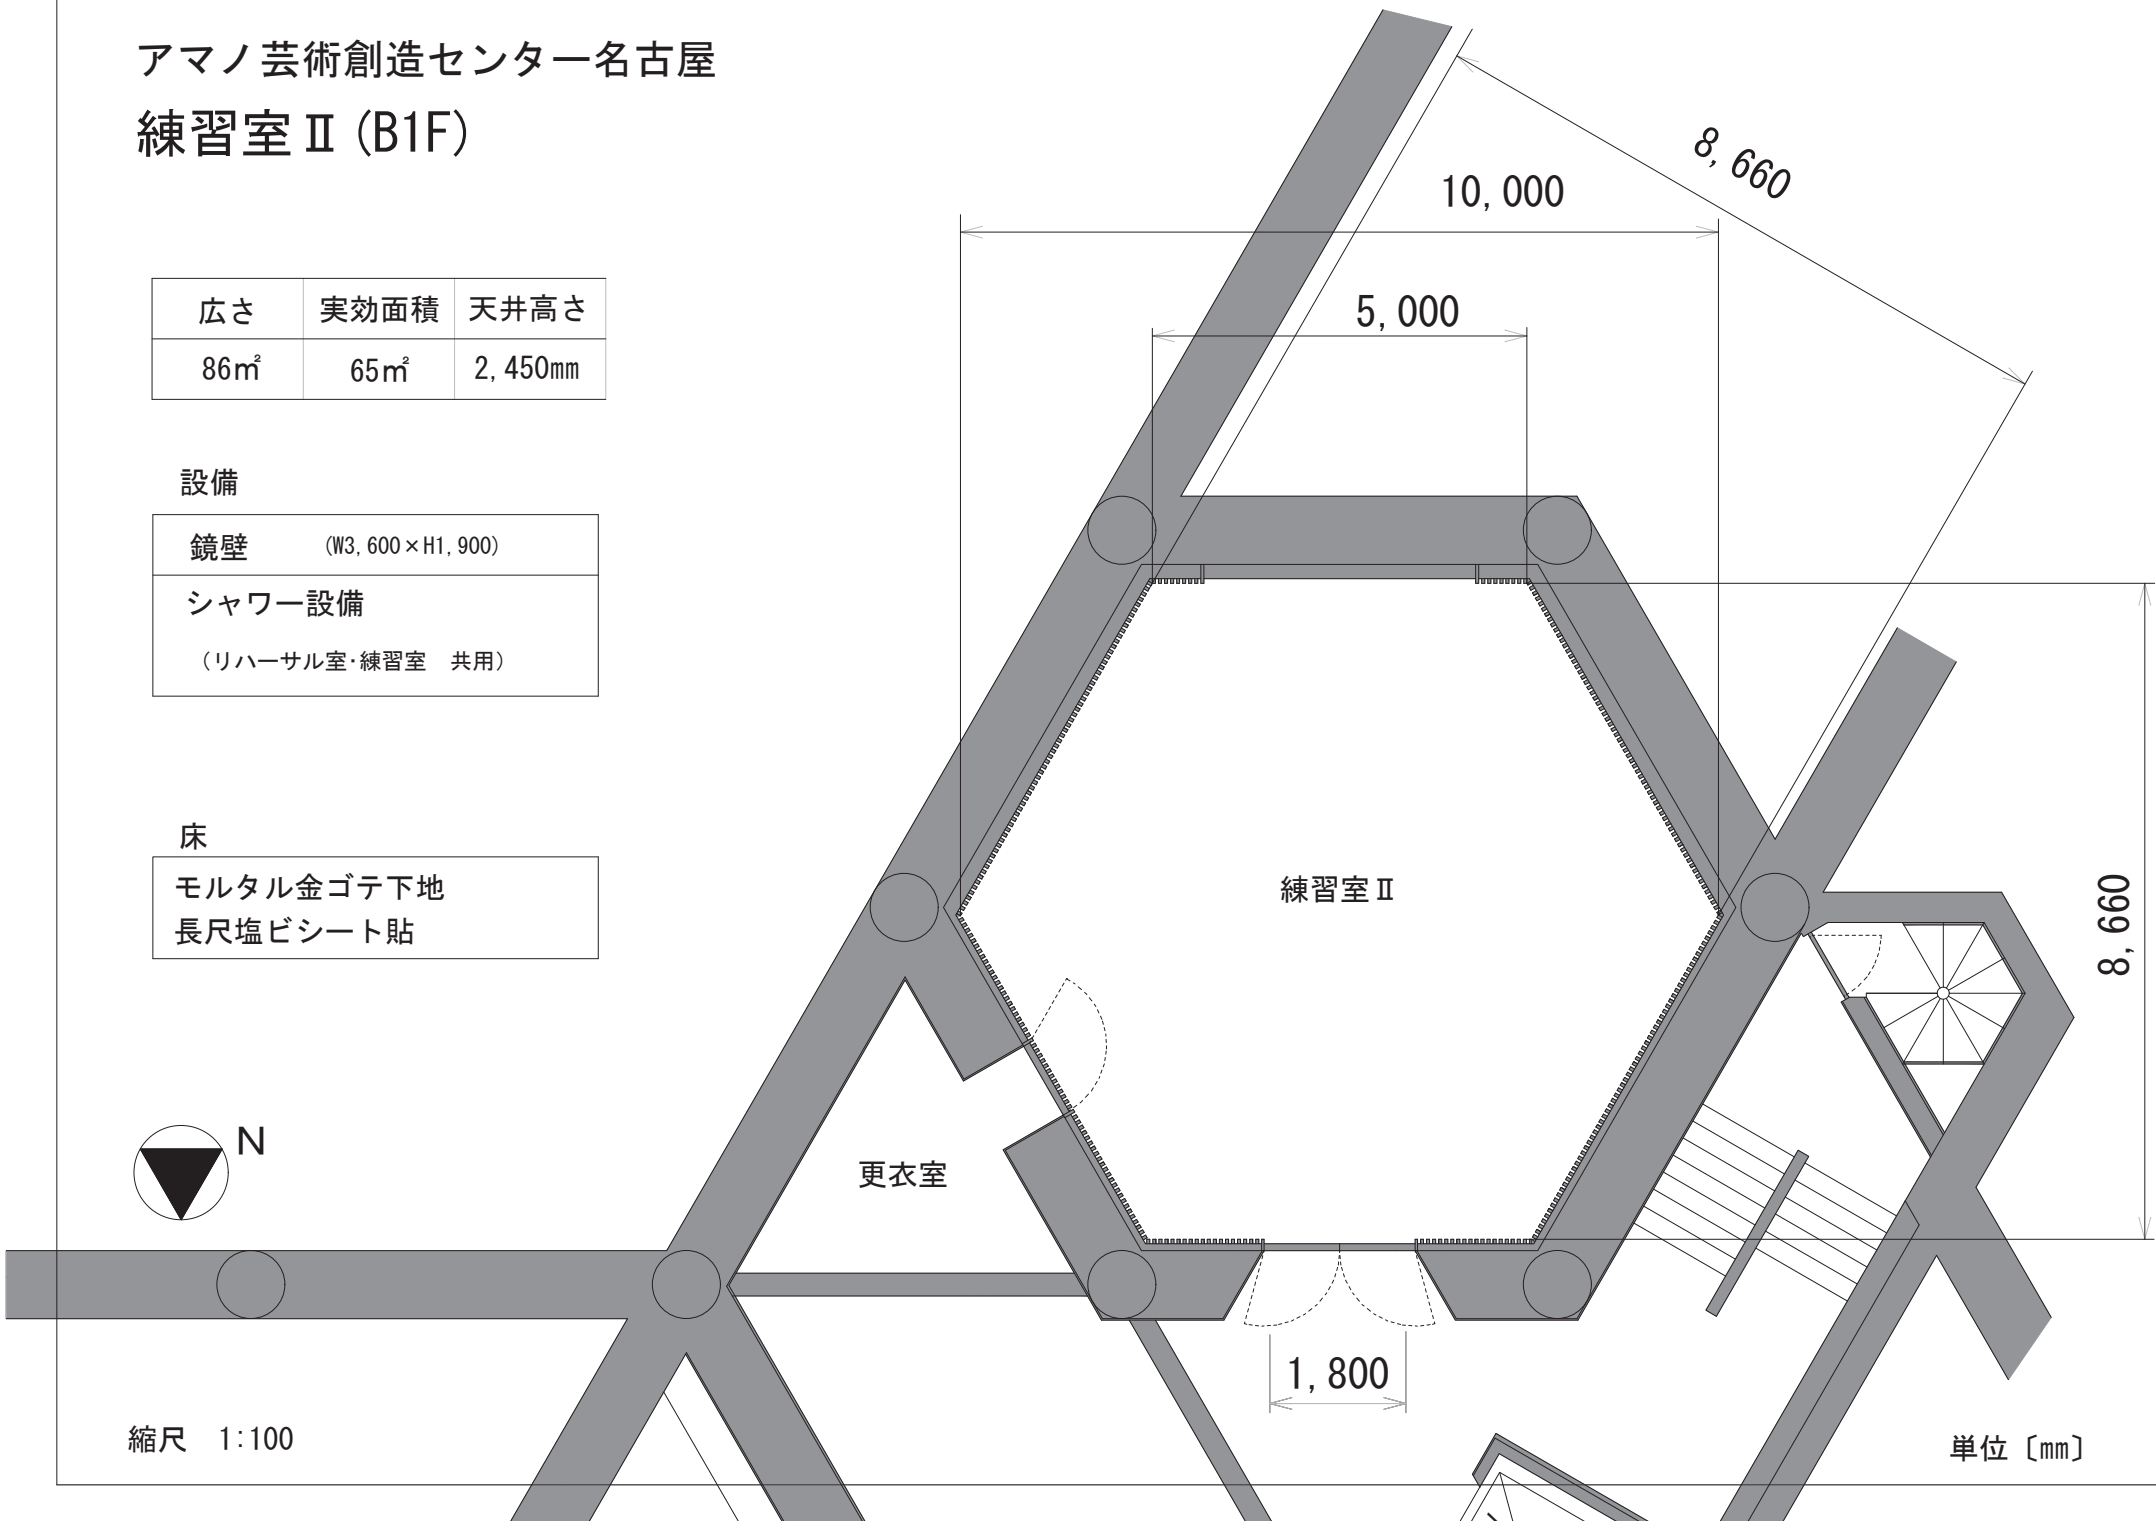 アマノ芸術創造センター名古屋
練習室Ⅱ(B1F)
広さ 実効面積 天井高さ
86㎡ 65㎡ 2,450mm
設備
鏡壁 (W3,600×H1,900)
シャワー設備
（リハーサル室・練習室 共用）
床
モルタル金ゴテ下地
長尺塩ビシート貼
N
縮尺 1:100
8,660
10,000
5,000
練習室Ⅱ
8,660
更衣室
1,800
単位〔mm〕